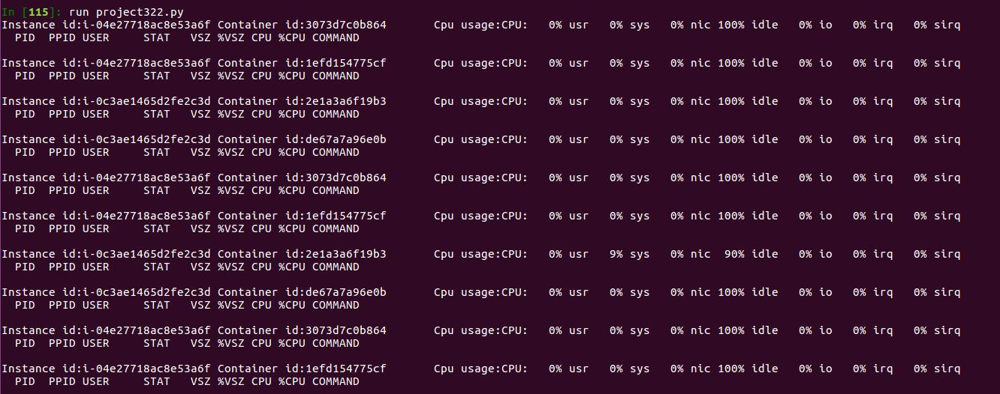 In [115]: run project322.py
Instance id:i-04e27718ac8e53a6f Container id:3073d7c0b864       Cpu usage:CPU:   0% usr   0% sys   0% nic 100% idle   0% io   0% irq   0% sirq
  PID  PPID USER     STAT   VSZ %VSZ CPU %CPU COMMAND
Instance id:i-04e27718ac8e53a6f Container id:1efd154775cf       Cpu usage:CPU:   0% usr   0% sys   0% nic 100% idle   0% io   0% irq   0% sirq
  PID  PPID USER     STAT   VSZ %VSZ CPU %CPU COMMAND
Instance id:i-0c3ae1465d2fe2c3d Container id:2e1a3a6f19b3       Cpu usage:CPU:   0% usr   0% sys   0% nic 100% idle   0% io   0% irq   0% sirq
  PID  PPID USER     STAT   VSZ %VSZ CPU %CPU COMMAND
Instance id:i-0c3ae1465d2fe2c3d Container id:de67a7a96e0b       Cpu usage:CPU:   0% usr   0% sys   0% nic 100% idle   0% io   0% irq   0% sirq
  PID  PPID USER     STAT   VSZ %VSZ CPU %CPU COMMAND
Instance id:i-04e27718ac8e53a6f Container id:3073d7c0b864       Cpu usage:CPU:   0% usr   0% sys   0% nic 100% idle   0% io   0% irq   0% sirq
  PID  PPID USER     STAT   VSZ %VSZ CPU %CPU COMMAND
Instance id:i-04e27718ac8e53a6f Container id:1efd154775cf       Cpu usage:CPU:   0% usr   0% sys   0% nic 100% idle   0% io   0% irq   0% sirq
  PID  PPID USER     STAT   VSZ %VSZ CPU %CPU COMMAND
Instance id:i-0c3ae1465d2fe2c3d Container id:2e1a3a6f19b3       Cpu usage:CPU:   0% usr   9% sys   0% nic  90% idle   0% io   0% irq   0% sirq
  PID  PPID USER     STAT   VSZ %VSZ CPU %CPU COMMAND
Instance id:i-0c3ae1465d2fe2c3d Container id:de67a7a96e0b       Cpu usage:CPU:   0% usr   0% sys   0% nic 100% idle   0% io   0% irq   0% sirq
  PID  PPID USER     STAT   VSZ %VSZ CPU %CPU COMMAND
Instance id:i-04e27718ac8e53a6f Container id:3073d7c0b864       Cpu usage:CPU:   0% usr   0% sys   0% nic 100% idle   0% io   0% irq   0% sirq
  PID  PPID USER     STAT   VSZ %VSZ CPU %CPU COMMAND
Instance id:i-04e27718ac8e53a6f Container id:1efd154775cf       Cpu usage:CPU:   0% usr   0% sys   0% nic 100% idle   0% io   0% irq   0% sirq
  PID  PPID USER     STAT   VSZ %VSZ CPU %CPU COMMAND